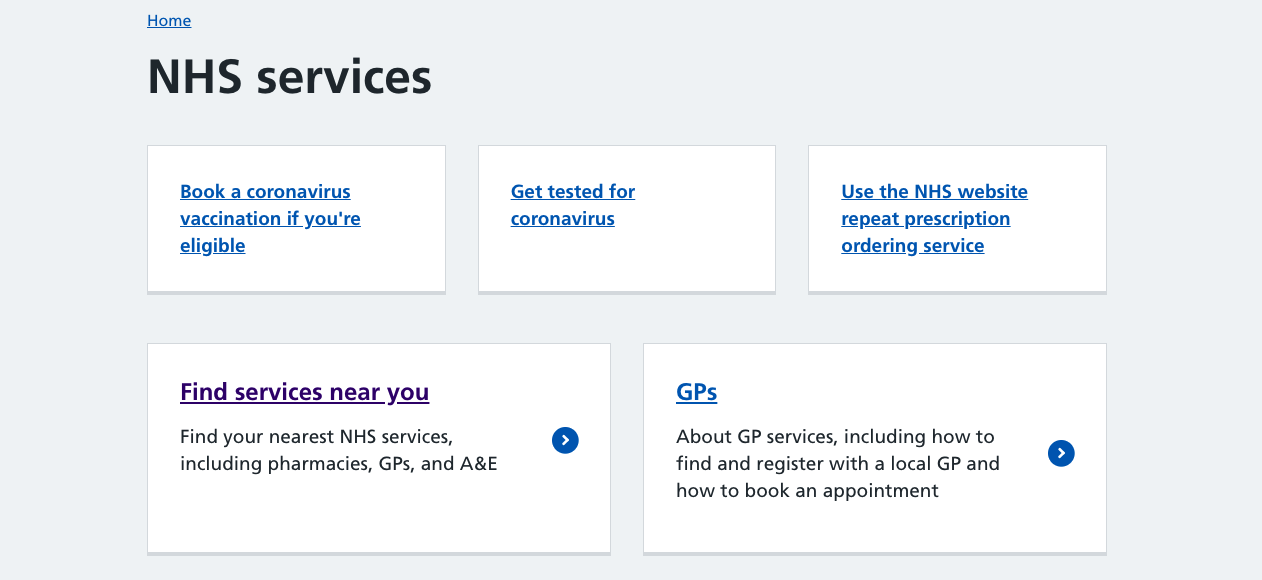 Home
NHS services
Book a coronavirus
vaccination if you're
eligible
Get tested for
coronavirus
Use the NHS website
repeat prescription
ordering service
Find services near you
Find your nearest NHS services,
including pharmacies, GPs, and A&E
GPs
About GP services, including how to
find and register with a local GP and
how to book an appointment